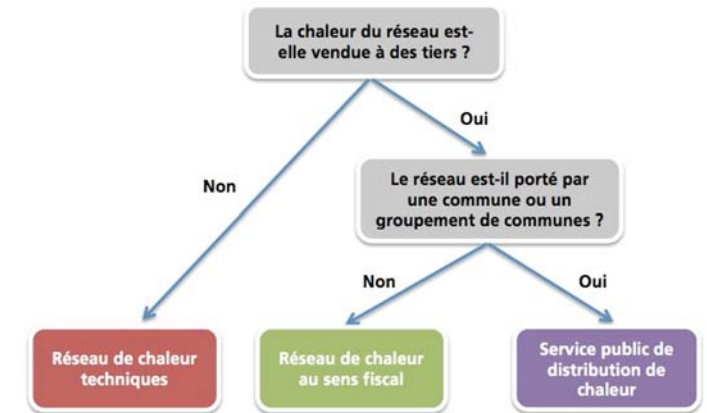 La chaleur du réseau est-
elle vendue à des tiers ?
Oui
Non
Le réseau est-il porté par
une commune ou un
groupement de communes ?
Non
Oui
Réseau de chaleur
techniques
Réseau de chaleur
au sens fiscal
Service public de
distribution de
chaleur